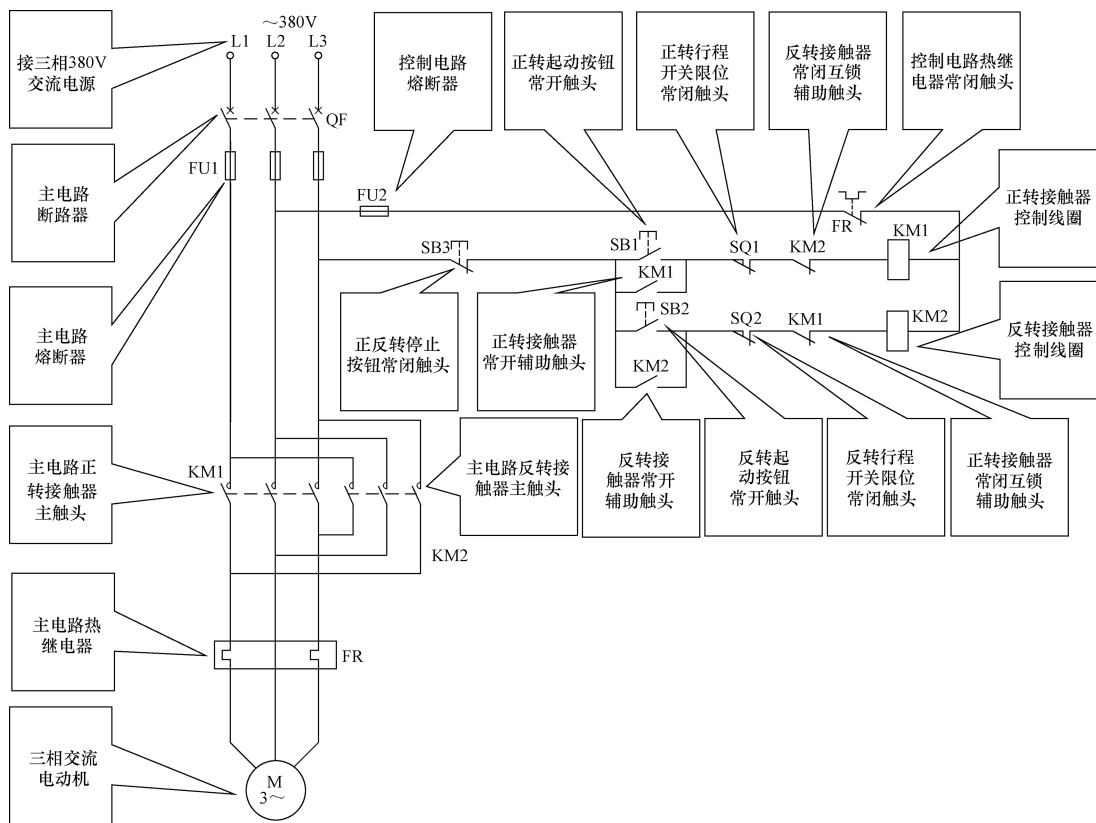 接三相380V
交流电源
～380V
L1
L2
L3
QF
主电路
断路器
FU1
主电路
熔断器
控制电路
熔断器
正转起动按钮
常开触头
正转行程
开关限位
常闭触头
反转接触器
常闭互锁
辅助触头
控制电路热继
电器常闭触头
FU2
FR
正转接触器
控制线圈
SB3
SB1
KM1
SQ1
KM2
KM1
SB2
SQ2
KM1
KM2
KM2
反转接触器
控制线圈
正反转停止
按钮常闭触头
正转接触器
常开辅助触头
反转接
触器常开
辅助触头
反转起
动按钮
常开触头
反转行程
开关限位
常闭触头
正转接触器
常闭互锁
辅助触头
主电路正
转接触器
主触头
KM1
主电路反转接
触器主触头
KM2
主电路热
继电器
FR
三相交流
电动机
M
3～